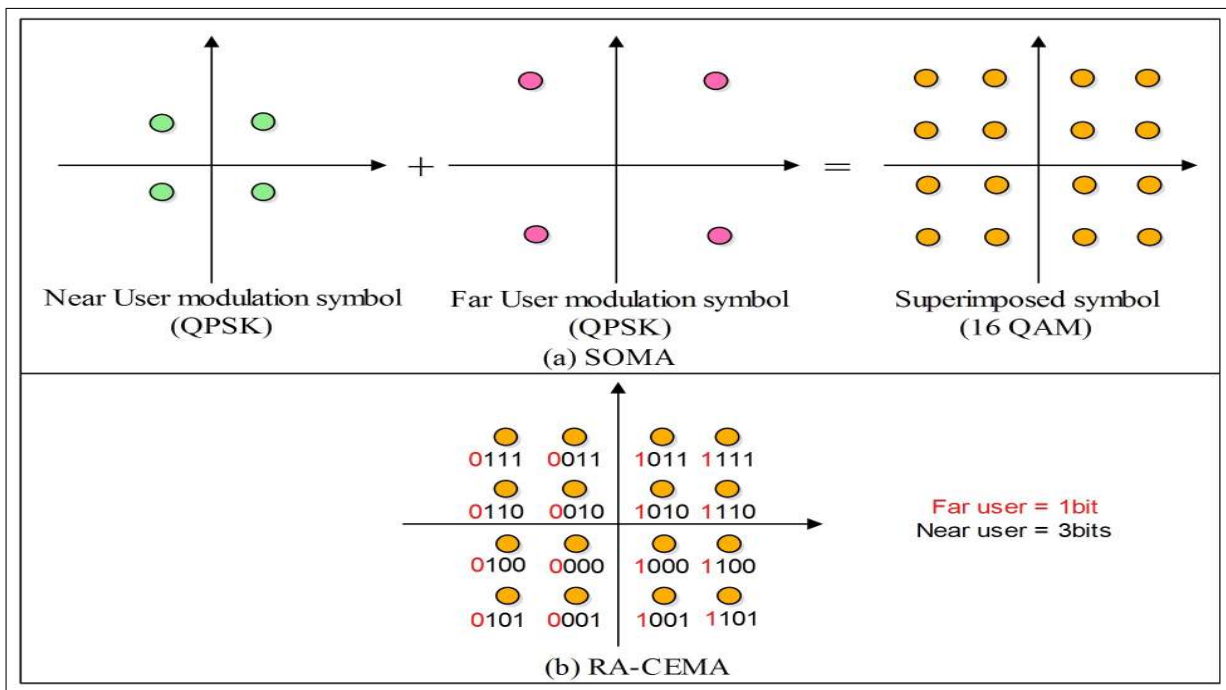 +
=
Near User modulation symbol
(QPSK)
Far User modulation symbol
(QPSK)
Superimposed symbol
(16 QAM)
(a) SOMA
0111 0011 1011 1111
0110 0010 1010 1110
0100 0000 1000 1100
0101 0001 1001 1101
Far user = 1bit
Near user = 3bits
(b) RA-CEMA